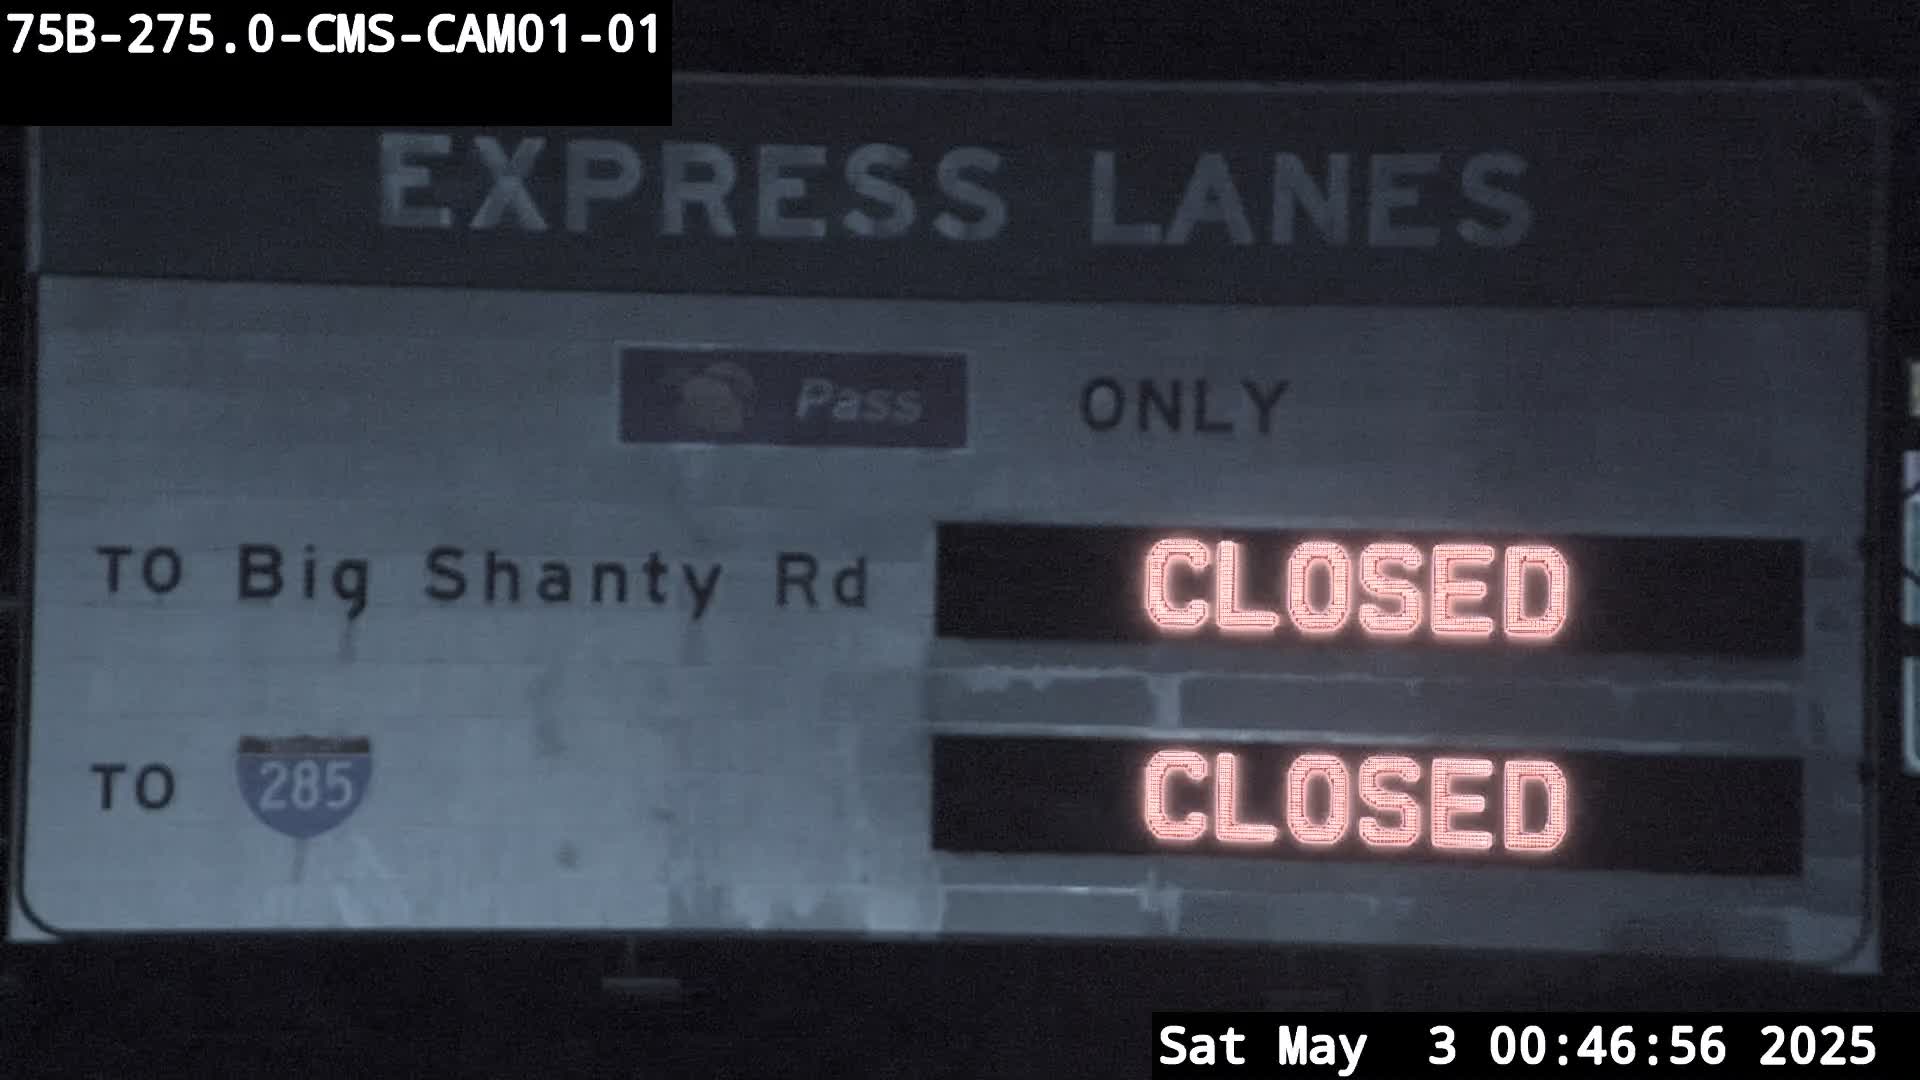 75B-275.0-CMS-CAM01-01
EXPRESS LANES
Pass ONLY
TO Big Shanty Rd CLOSED
TO 285 CLOSED
Sat May 3 00:46:56 2025